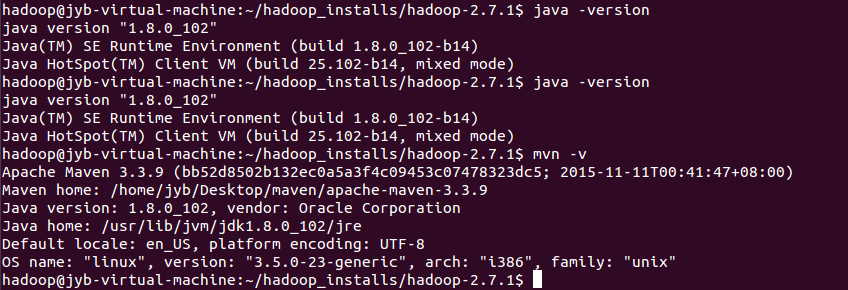 hadoop@jyb-virtual-machine:~/hadoop_installs/hadoop-2.7.1$ java -version
java version "1.8.0_102"
Java(TM) SE Runtime Environment (build 1.8.0_102-b14)
Java HotSpot(TM) Client VM (build 25.102-b14, mixed mode)
hadoop@jyb-virtual-machine:~/hadoop_installs/hadoop-2.7.1$ java -version
java version "1.8.0_102"
Java(TM) SE Runtime Environment (build 1.8.0_102-b14)
Java HotSpot(TM) Client VM (build 25.102-b14, mixed mode)
hadoop@jyb-virtual-machine:~/hadoop_installs/hadoop-2.7.1$ mvn -v
Apache Maven 3.3.9 (bb52d8502b132ec0a5a3f4c09453c07478323dc5; 2015-11-11T00:41:47+08:00)
Maven home: /home/jyb/Desktop/maven/apache-maven-3.3.9
Java version: 1.8.0_102, vendor: Oracle Corporation
Java home: /usr/lib/jvm/jdk1.8.0_102/jre
Default locale: en_US, platform encoding: UTF-8
OS name: "linux", version: "3.5.0-23-generic", arch: "i386", family: "unix"
hadoop@jyb-virtual-machine:~/hadoop_installs/hadoop-2.7.1$